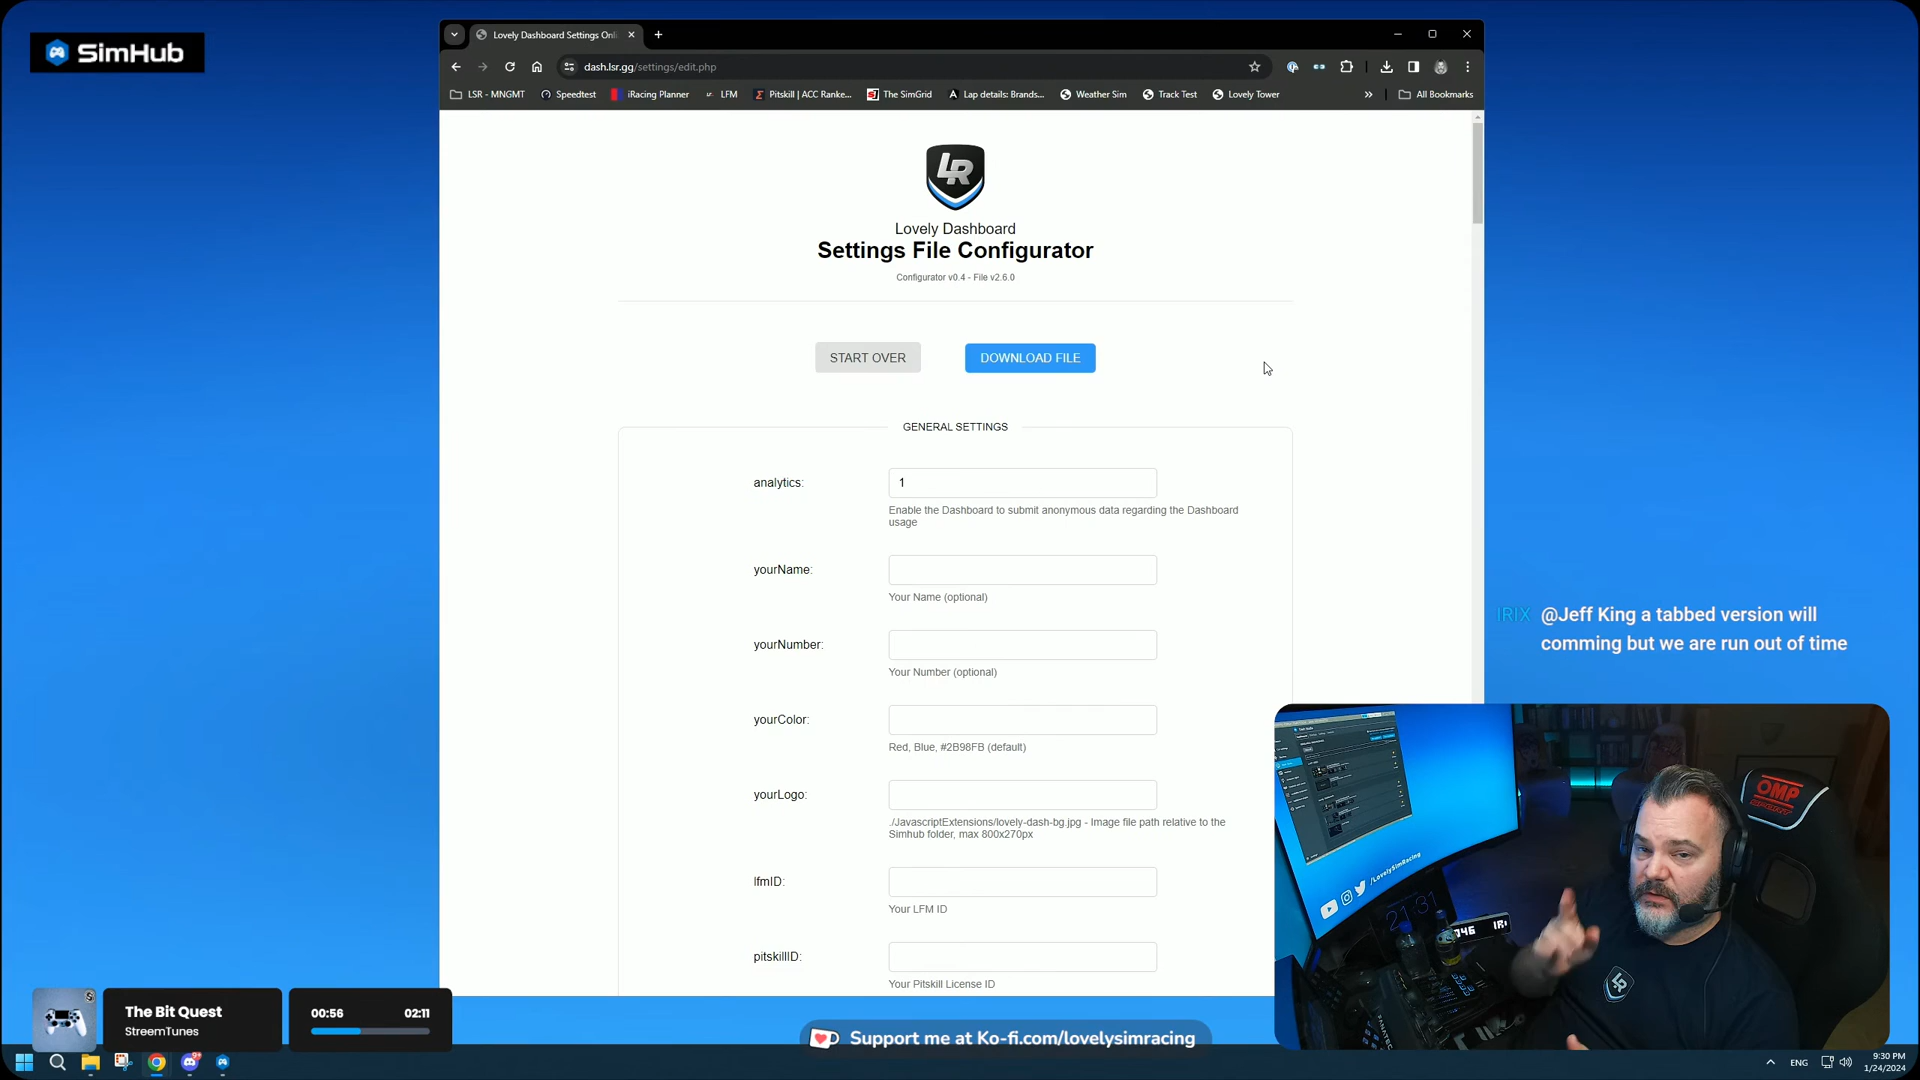 SimHub
Lovely Dashboard Settings Onli
dash.lsr.gg/settings/edit.php
LSR - MNGMT
Speedtest
iRacing Planner
LFM
Pitskill | ACC Ranke...
The SimGrid
Lap details: Brands...
Weather Sim
Track Test
Lovely Tower
»
All Bookmarks
LR
Lovely Dashboard
Settings File Configurator
Configurator v0.4 - File v2.6.0
START OVER
DOWNLOAD FILE
GENERAL SETTINGS
analytics:
1
Enable the Dashboard to submit anonymous data regarding the Dashboard
usage
yourName:
Your Name (optional)
yourNumber:
Your Number (optional)
yourColor:
Red, Blue, #2B98FB (default)
yourLogo:
./JavascriptExtensions/lovely-dash-bg.jpg - Image file path relative to the
Simhub folder, max 800x270px
lfmID:
Your LFM ID
pitskillID:
Your Pitskill License ID
IRIX @Jeff King a tabbed version will
comming but we are run out of time
OMP
/LovelySimRacing
21:31
FANATEC
The Bit Quest
StreemTunes
00:56
02:11
Support me at Ko-fi.com/lovelysimracing
ENG
9:30 PM
1/24/2024